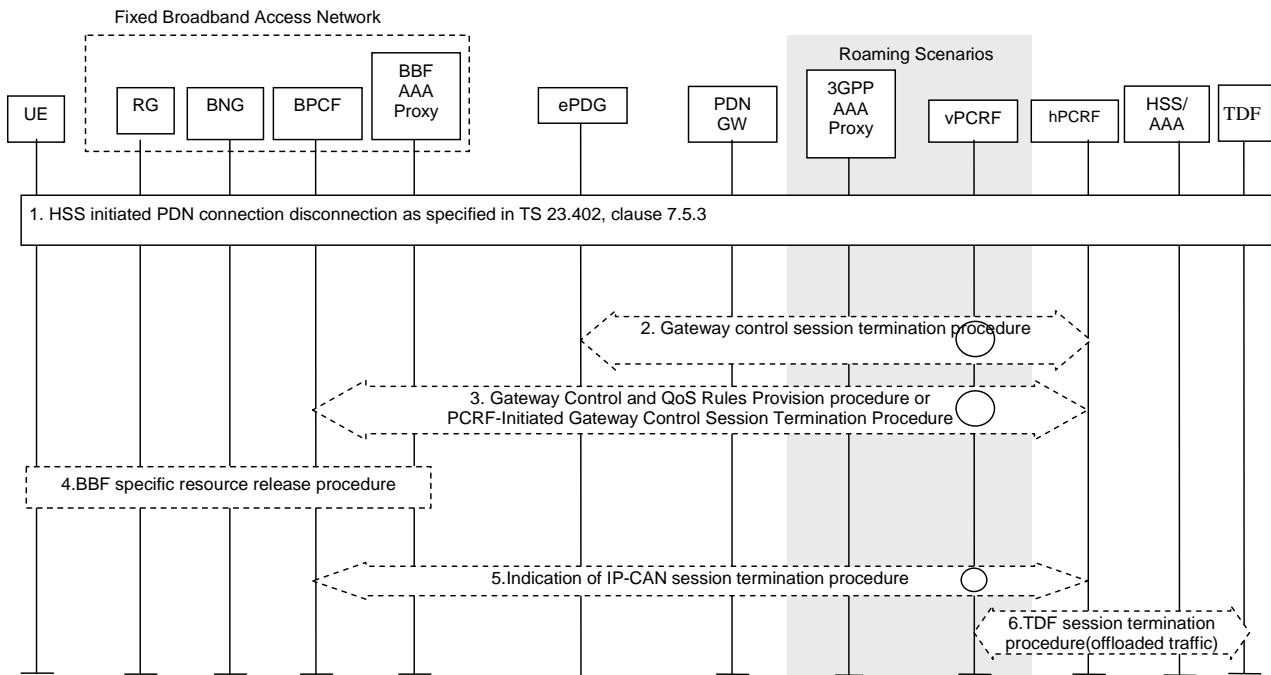 Fixed Broadband Access Network
Roaming Scenarios
UE
RG
BNG
BPCF
BBF
AAA
Proxy
ePDG
PDN
GW
3GPP
AAA
Proxy
vPCRF
hPCRF
HSS/
AAA
TDF
1. HSS initiated PDN connection disconnection as specified in TS 23.402, clause 7.5.3
2. Gateway control session termination procedure
3. Gateway Control and QoS Rules Provision procedure or
PCRF-Initiated Gateway Control Session Termination Procedure
4.BBF specific resource release procedure
5.Indication of IP-CAN session termination procedure
6.TDF session termination
procedure(offloaded traffic)